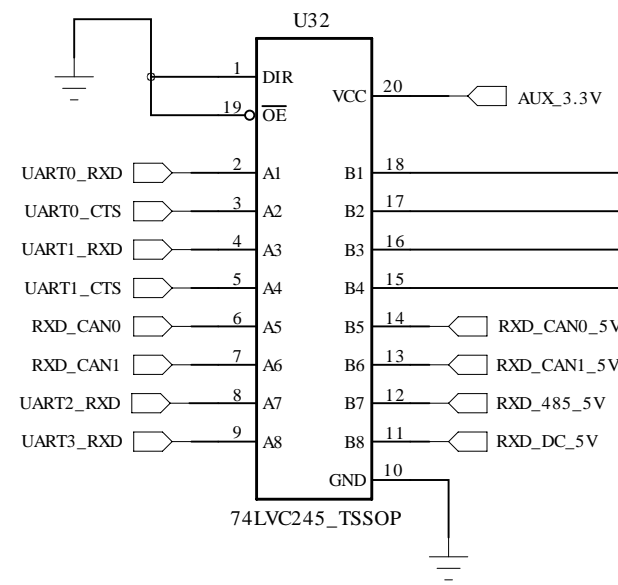 U32
1 DIR
VCC 20 AUX_3.3V
19 OE
UART0_RXD 2 A1 B1 18
UART0_CTS 3 A2 B2 17
UART1_RXD 4 A3 B3 16
UART1_CTS 5 A4 B4 15
RXD_CAN0 6 A5 B5 14 RXD_CAN0_5V
RXD_CAN1 7 A6 B6 13 RXD_CAN1_5V
UART2_RXD 8 A7 B7 12 RXD_485_5V
UART3_RXD 9 A8 B8 11 RXD_DC_5V
GND 10
74LVC245_TSSOP